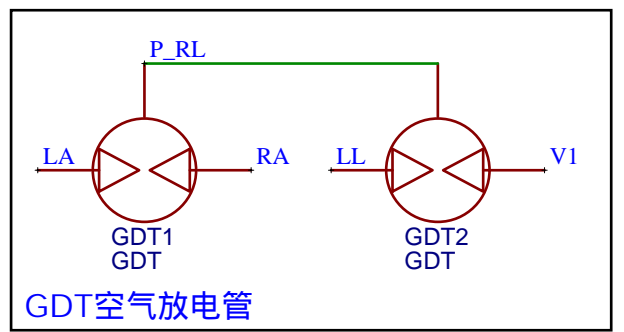 P_RL
LA RA LL V1
GDT1 GDT2
GDT GDT
GDT空气放电管